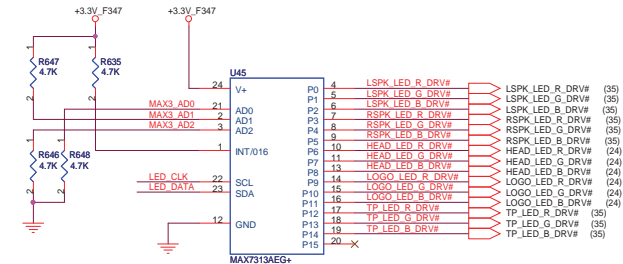 +3.3V_F347
+3.3V_F347
1
R647
4.7K
2
1
R635
4.7K
2
U45
MAX3_AD0
MAX3_AD1
MAX3_AD2
1
R646
4.7K
2
1
R648
4.7K
2
LED_CLK
LED_DATA
24 V+
21 AD0
2 AD1
3 AD2
1 INT/016
22 SCL
23 SDA
12 GND
P0 4 LSPK_LED_R_DRV# LSPK_LED_R_DRV# (35)
P1 5 LSPK_LED_G_DRV# LSPK_LED_G_DRV# (35)
P2 6 LSPK_LED_B_DRV# LSPK_LED_B_DRV# (35)
P3 7 RSPK_LED_R_DRV# RSPK_LED_R_DRV# (35)
P4 8 RSPK_LED_G_DRV# RSPK_LED_G_DRV# (35)
P5 9 RSPK_LED_B_DRV# RSPK_LED_B_DRV# (35)
P6 10 HEAD_LED_R_DRV# HEAD_LED_R_DRV# (24)
P7 11 HEAD_LED_G_DRV# HEAD_LED_G_DRV# (24)
P8 13 HEAD_LED_B_DRV# HEAD_LED_B_DRV# (24)
P9 14 LOGO_LED_R_DRV# LOGO_LED_R_DRV# (24)
P10 15 LOGO_LED_G_DRV# LOGO_LED_G_DRV# (24)
P11 16 LOGO_LED_B_DRV# LOGO_LED_B_DRV# (24)
P12 17 TP_LED_R_DRV# TP_LED_R_DRV# (35)
P13 18 TP_LED_G_DRV# TP_LED_G_DRV# (35)
P14 19 TP_LED_B_DRV# TP_LED_B_DRV# (35)
P15 20
MAX7313AEG+